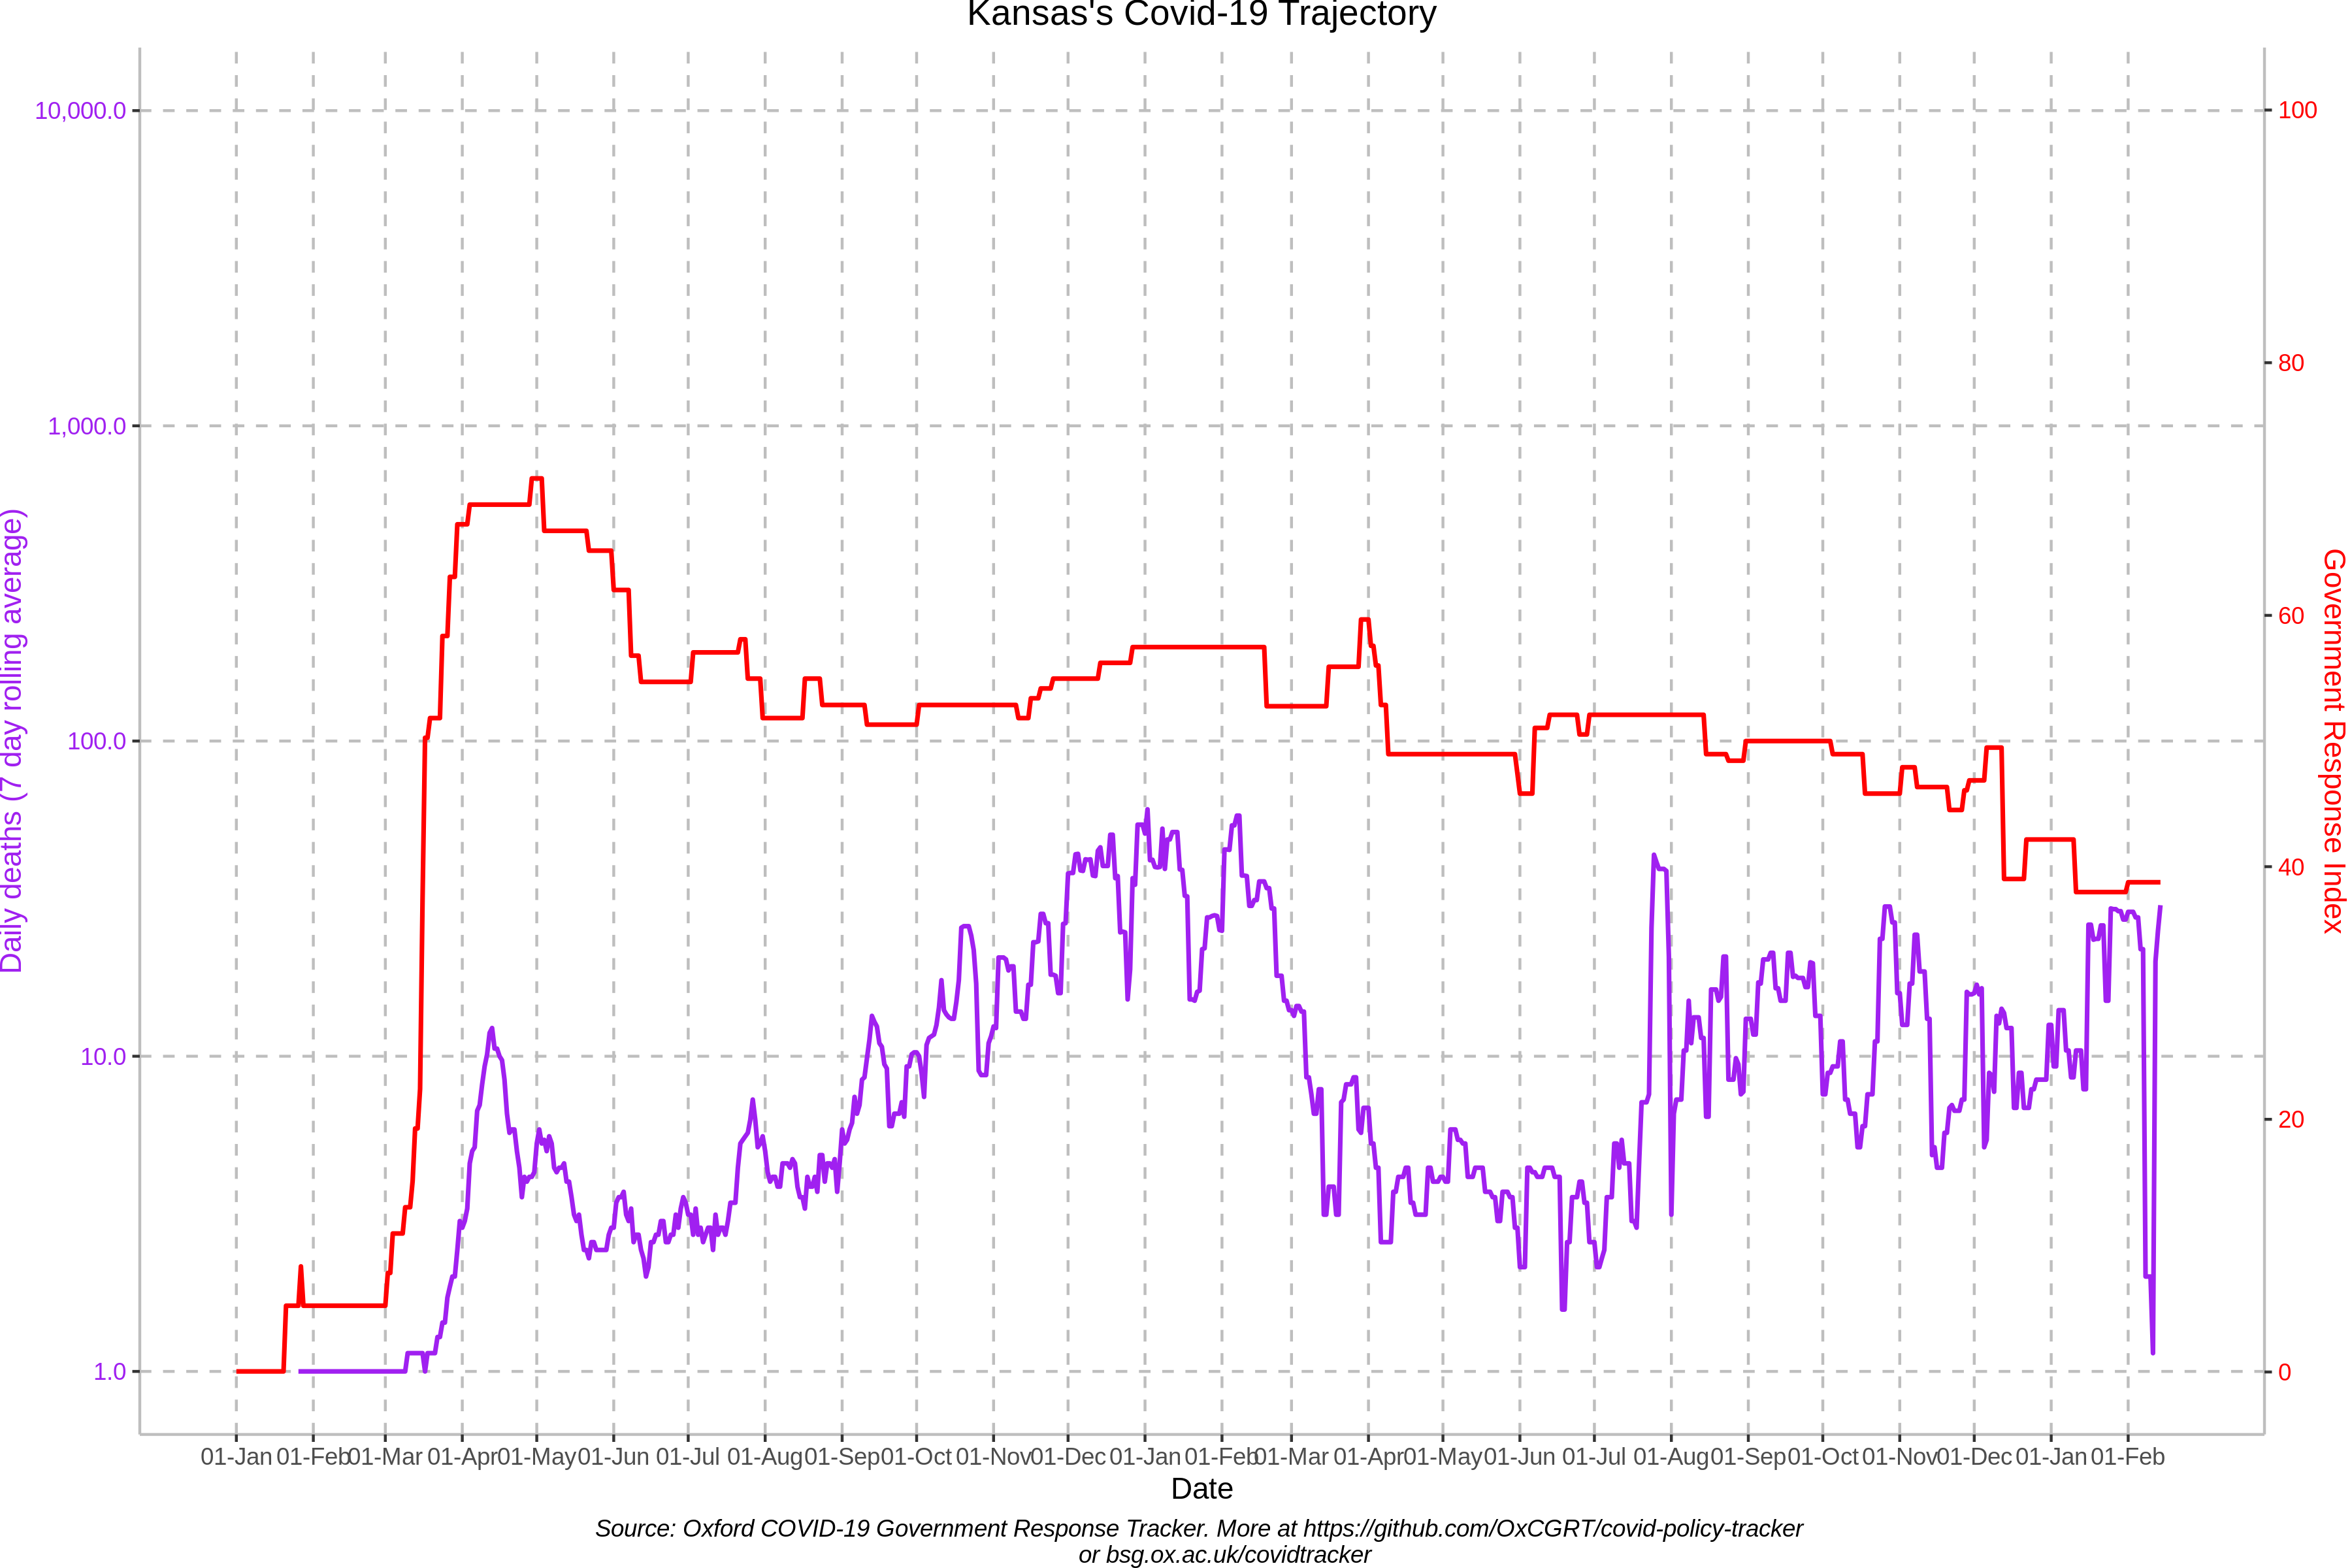 Kansas's Covid-19 Trajectory
10,000.0
1,000.0
100.0
10.0
1.0
Daily deaths (7 day rolling average)
100
80
60
40
20
0
Government Response Index
01-Jan 01-Feb 01-Mar 01-Apr 01-May 01-Jun 01-Jul 01-Aug 01-Sep 01-Oct 01-Nov 01-Dec 01-Jan 01-Feb 01-Mar 01-Apr 01-May 01-Jun 01-Jul 01-Aug 01-Sep 01-Oct 01-Nov 01-Dec 01-Jan 01-Feb
Date
Source: Oxford COVID-19 Government Response Tracker. More at https://github.com/OxCGRT/covid-policy-tracker
or bsg.ox.ac.uk/covidtracker